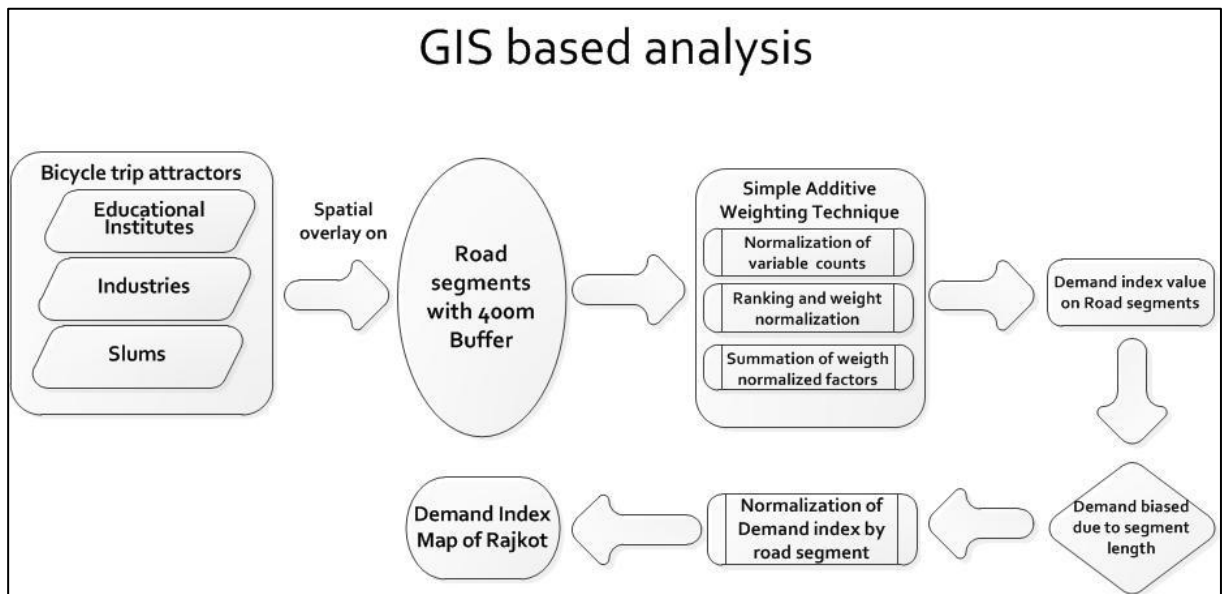 GIS based analysis
Bicycle trip attractors
Educational
Institutes
Industries
Slums
Spatial
overlay on
Road
segments
with 400m
Buffer
Simple Additive
Weighting Technique
Normalization of
variable counts
Ranking and weight
normalization
Summation of weigth
normalized factors
Demand index value
on Road segments
Demand biased
due to segment
length
Normalization of
Demand index by
road segment
Demand Index
Map of Rajkot